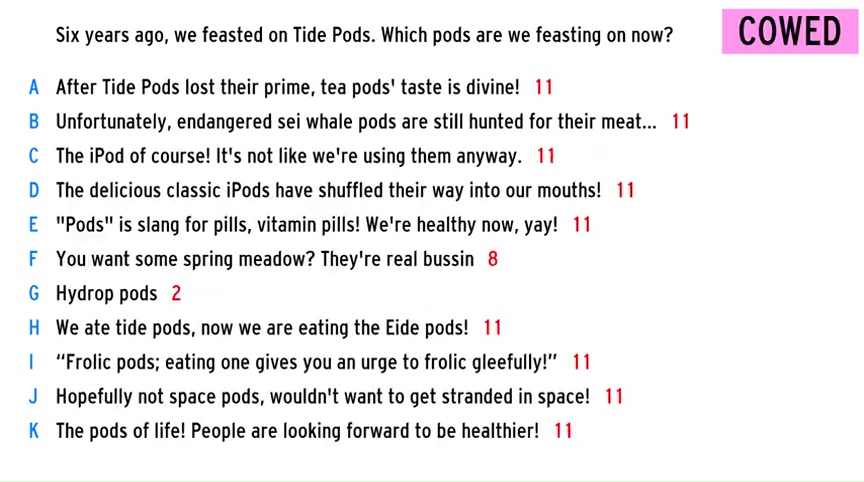 Six years ago, we feasted on Tide Pods. Which pods are we feasting on now?
COWED
A After Tide Pods lost their prime, tea pods' taste is divine! 11
B Unfortunately, endangered sei whale pods are still hunted for their meat... 11
C The iPod of course! It's not like we're using them anyway. 11
D The delicious classic iPods have shuffled their way into our mouths! 11
E "Pods" is slang for pills, vitamin pills! We're healthy now, yay! 11
F You want some spring meadow? They're real bussin 8
G Hydrop pods 2
H We ate tide pods, now we are eating the Eide pods! 11
I “Frolic pods; eating one gives you an urge to frolic gleefully!” 11
J Hopefully not space pods, wouldn't want to get stranded in space! 11
K The pods of life! People are looking forward to be healthier! 11